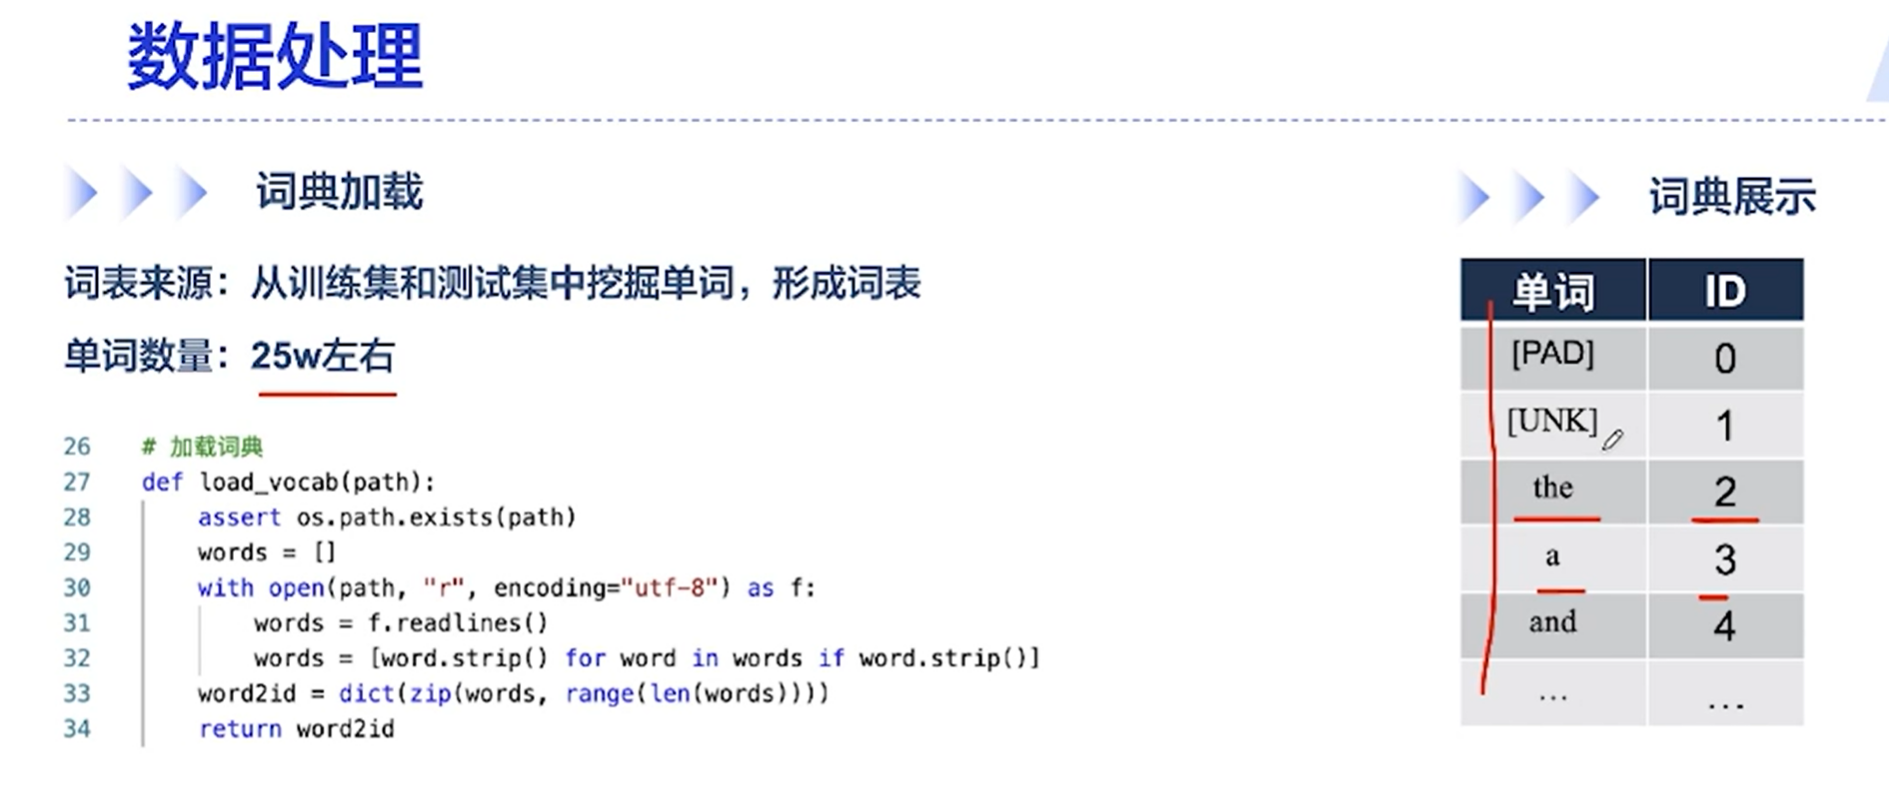 数据处理
词典加载
词表来源：从训练集和测试集中挖掘单词，形成词表
单词数量：25w左右
26 # 加载词典
27 def load_vocab(path):
28 assert os.path.exists(path)
29 words = []
30 with open(path, "r", encoding="utf-8") as f:
31 words = f.readlines()
32 words = [word.strip() for word in words if word.strip()]
33 word2id = dict(zip(words, range(len(words))))
34 return word2id
词典展示
单词 ID
[PAD] 0
[UNK] 1
the 2
a 3
and 4
... ...